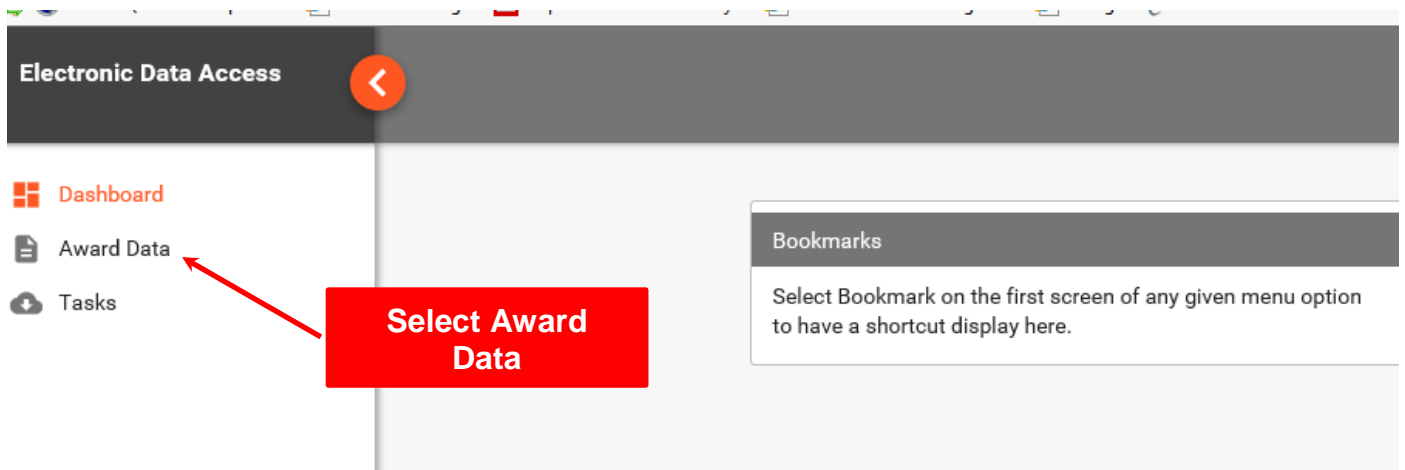 Electronic Data Access
Dashboard
Award Data
Tasks
Select Award
Data
Bookmarks
Select Bookmark on the first screen of any given menu option
to have a shortcut display here.